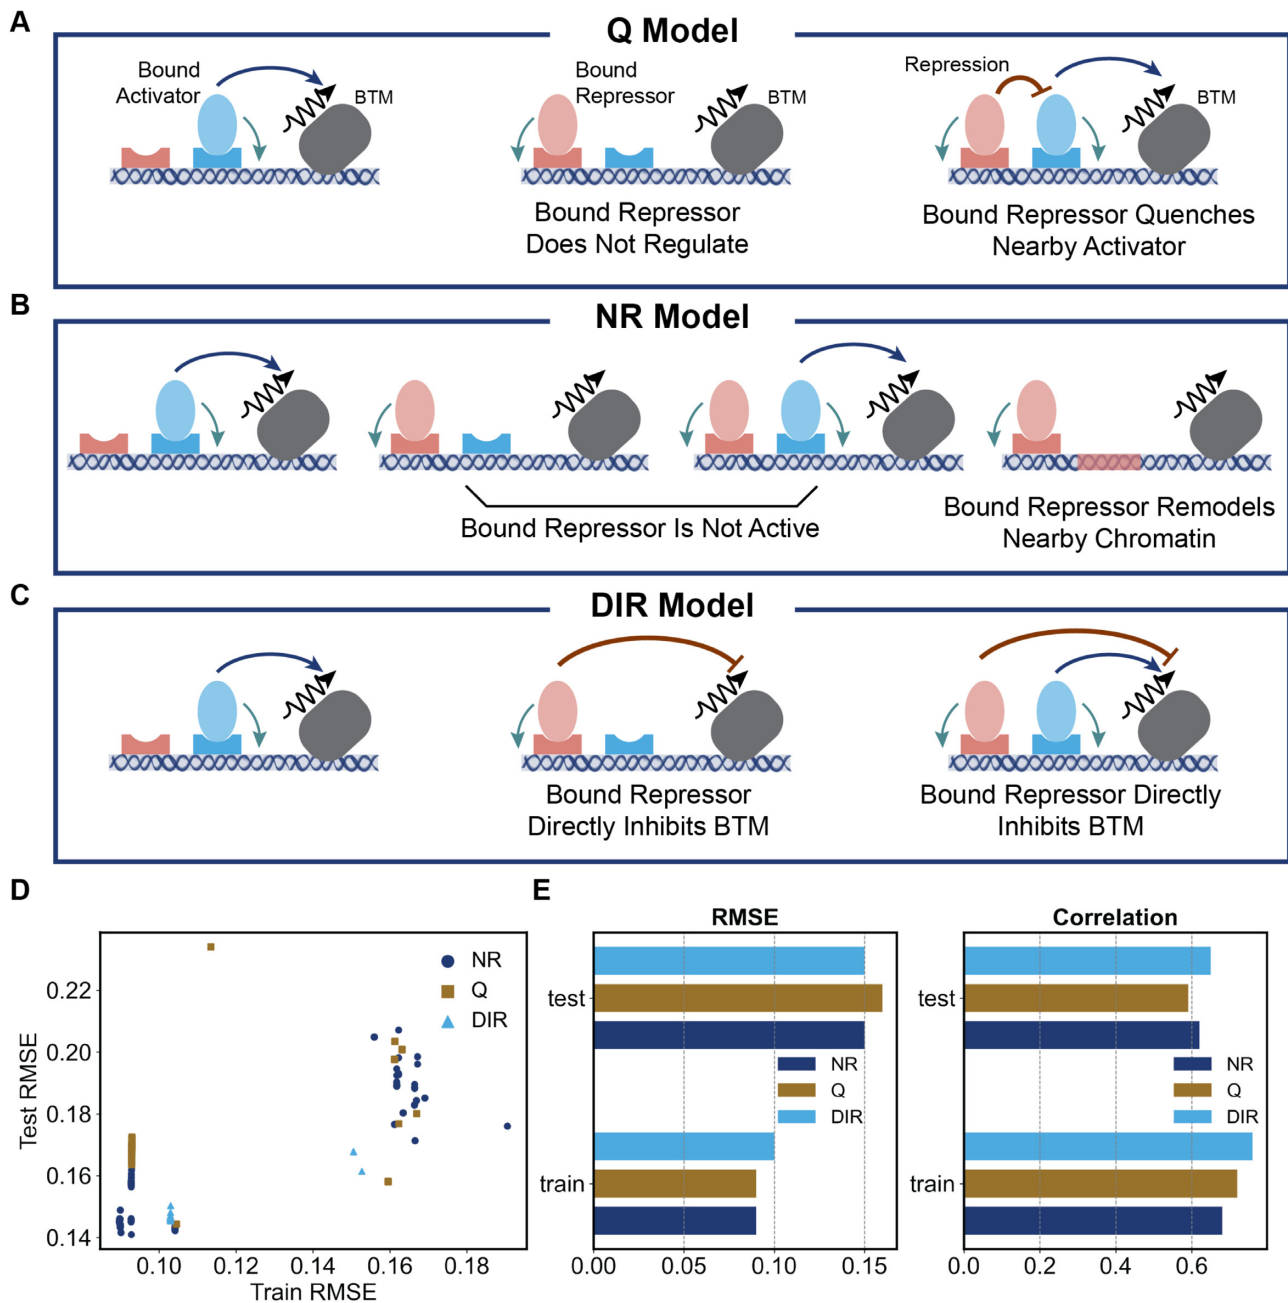 A
Q Model
Bound
Activator
BTM
Bound
Repressor
BTM
Repression
BTM
Bound Repressor
Does Not Regulate
Bound Repressor Quenches
Nearby Activator
B
NR Model
Bound Repressor Is Not Active
Bound Repressor Remodels
Nearby Chromatin
C
DIR Model
Bound Repressor
Directly Inhibits BTM
Bound Repressor Directly
Inhibits BTM
D
NR
Q
DIR
0.22
0.20
0.18
0.16
0.14
Test RMSE
0.10
0.12
0.14
0.16
0.18
Train RMSE
E
RMSE
test
train
NR
Q
DIR
0.00
0.05
0.10
0.15
Correlation
test
train
NR
Q
DIR
0.0
0.2
0.4
0.6